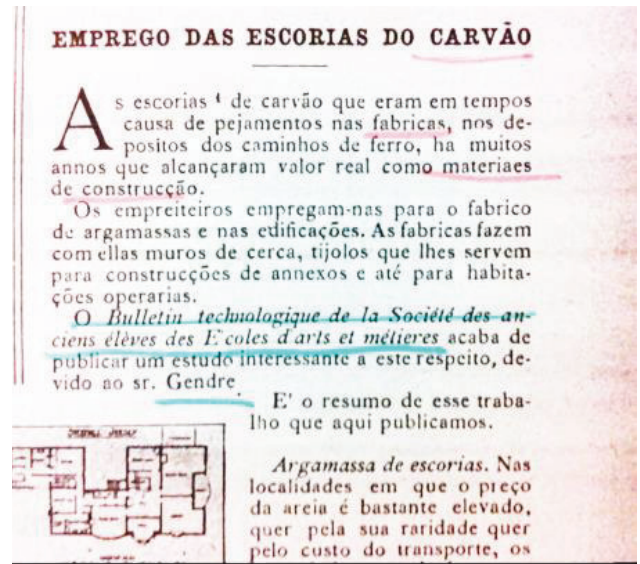 EMPREGO DAS ESCORIAS DO CARVÃO
As escorias ¹ de carvão que eram em tempos
causa de pejamentos nas fabricas, nos de-
positos dos caminhos de ferro, ha muitos
annos que alcançaram valor real como materiaes
de construcção.
Os empreiteiros empregam-nas para o fabrico
de argamassas e nas edificações. As fabricas fazem
com ellas muros de cerca, tijolos que lhes servem
para construcções de annexos e até para habita-
ções operarias.
O Bulletin technologique de la Société des an-
ciens élèves des E'coles d'arts et métieres acaba de
publicar um estudo interessante a este respeito, de-
vido ao sr. Gendre
E' o resumo de esse traba-
lho que aqui publicamos.
Argamassa de escorias. Nas
localidades em que o preço
da areia é bastante elevado,
quer pela sua raridade quer
pelo custo do transporte, os